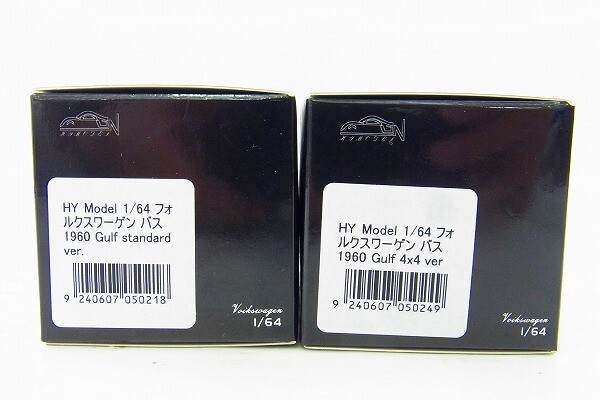 HY Model 1/64 フォ
ルクスワーゲン バス
1960 Gulf standard
ver.
9 240607 050218
Voikswagen
1/64
HY Model 1/64 フォ
ルクスワーゲン バス
1960 Gulf 4x4 ver
9 240607 050249
Voikswagen
1/64